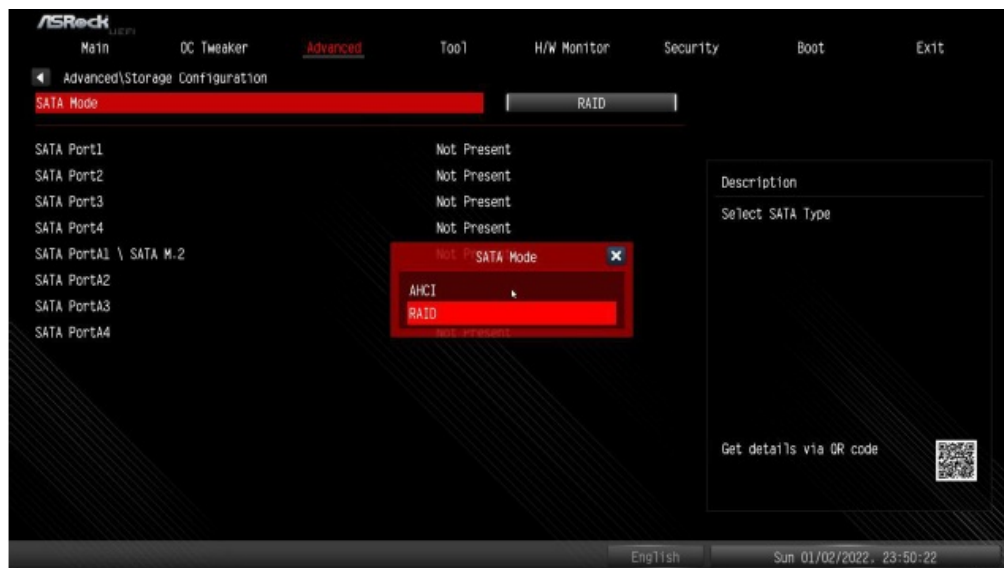 ASRock UEFI
Main OC Tweaker Advanced Tool H/W Monitor Security Boot Exit
Advanced\Storage Configuration
SATA Mode RAID
SATA Port1 Not Present
SATA Port2 Not Present
SATA Port3 Not Present
SATA Port4 Not Present
SATA PortA1 \ SATA M.2
SATA PortA2
SATA PortA3
SATA PortA4 Not Present
SATA Mode
AHCI
RAID
Description
Select SATA Type
Get details via QR code
English Sun 01/02/2022. 23:50:22